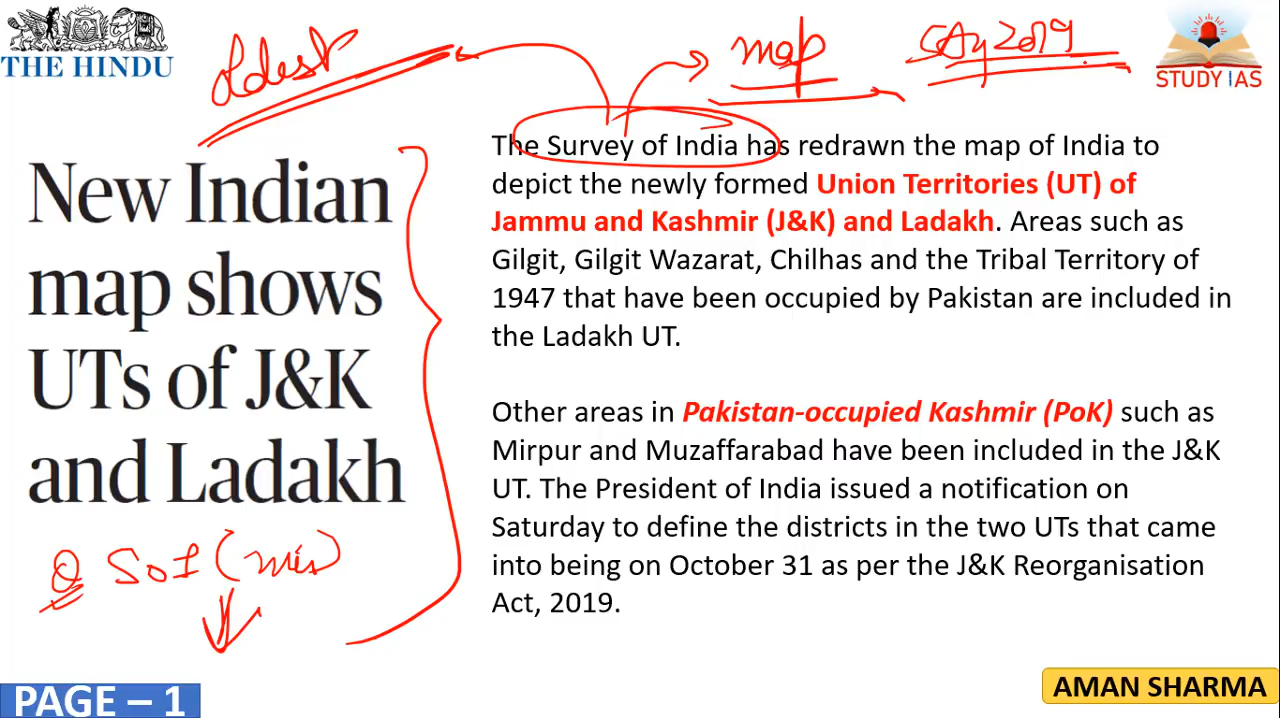 THE HINDU
oldest
map
CAg 2019
STUDY IAS
New Indian
map shows
UTs of J&K
and Ladakh
The Survey of India has redrawn the map of India to
depict the newly formed Union Territories (UT) of
Jammu and Kashmir (J&K) and Ladakh. Areas such as
Gilgit, Gilgit Wazarat, Chilhas and the Tribal Territory of
1947 that have been occupied by Pakistan are included in
the Ladakh UT.
Other areas in Pakistan-occupied Kashmir (PoK) such as
Mirpur and Muzaffarabad have been included in the J&K
UT. The President of India issued a notification on
Saturday to define the districts in the two UTs that came
into being on October 31 as per the J&K Reorganisation
Act, 2019.
Q SoI (min)
PAGE – 1
AMAN SHARMA